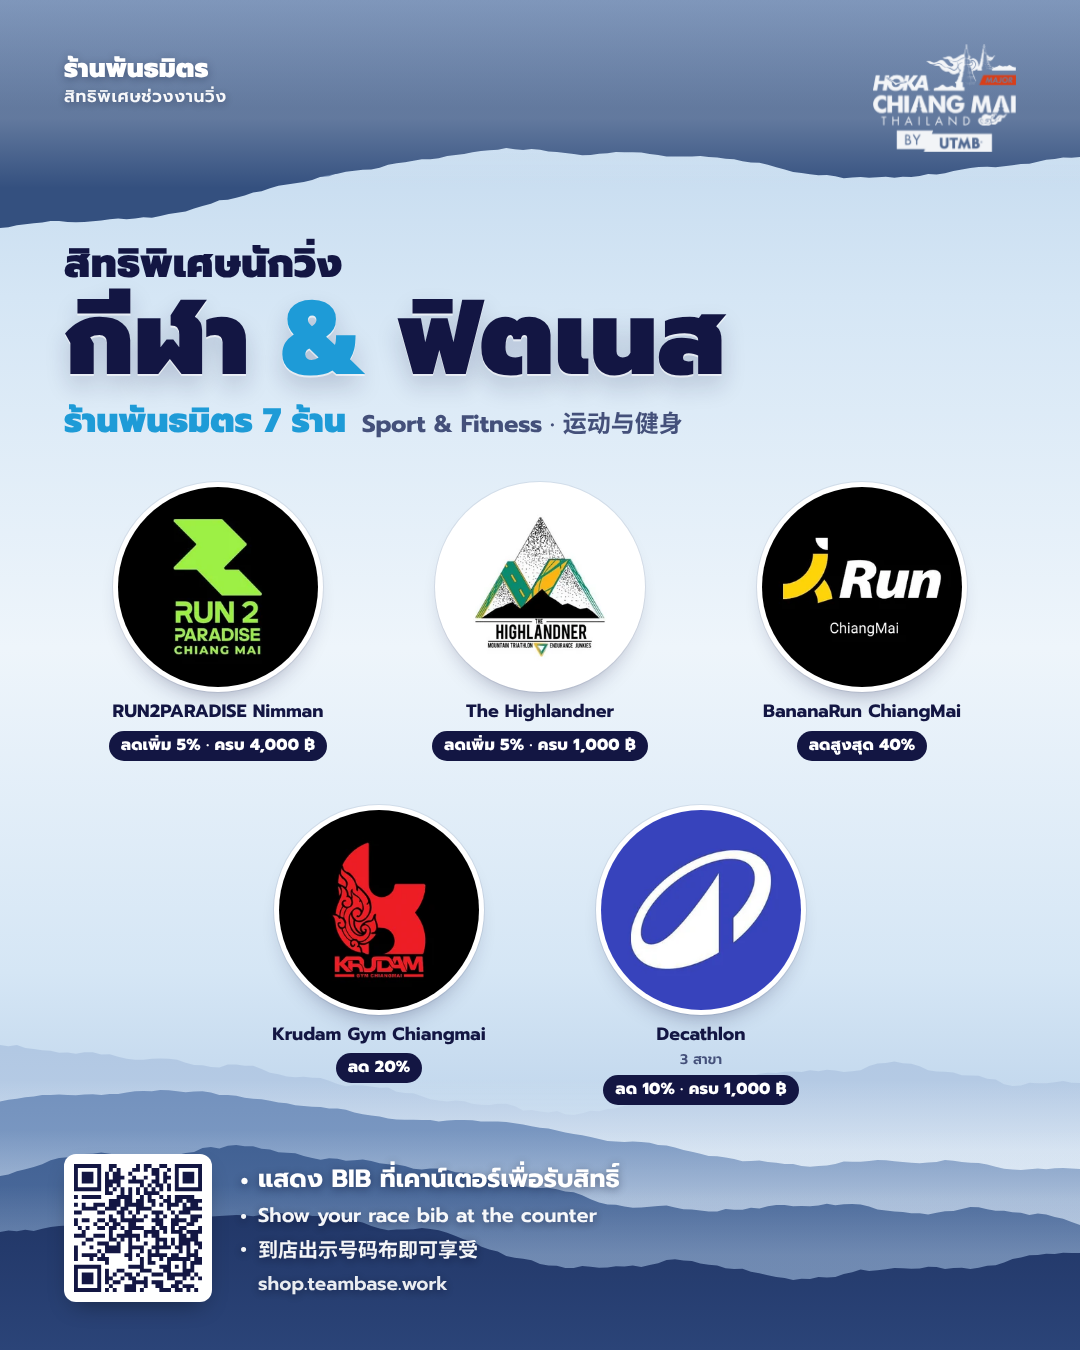 ร้านพันธมิตร
สิทธิพิเศษช่วงงานวิ่ง
HOKA
MAJOR
CHIANG MAI
THAILAND
BY UTMB
สิทธิพิเศษนักวิ่ง
กีฬา & ฟิตเนส
ร้านพันธมิตร 7 ร้าน Sport & Fitness · 运动与健身
RUN 2
PARADISE
CHIANG MAI
THE
HIGHLANDNER
MOUNTAIN TRIATHLON ENDURANCE JUNKIES
Run
ChiangMai
RUN2PARADISE Nimman
The Highlandner
BananaRun ChiangMai
ลดเพิ่ม 5% · ครบ 4,000 ฿
ลดเพิ่ม 5% · ครบ 1,000 ฿
ลดสูงสุด 40%
KRUDAM
GYM CHIANGMAI
Krudam Gym Chiangmai
Decathlon
3 สาขา
ลด 20%
ลด 10% · ครบ 1,000 ฿
• แสดง BIB ที่เคาน์เตอร์เพื่อรับสิทธิ์
• Show your race bib at the counter
• 到店出示号码布即可享受
shop.teambase.work